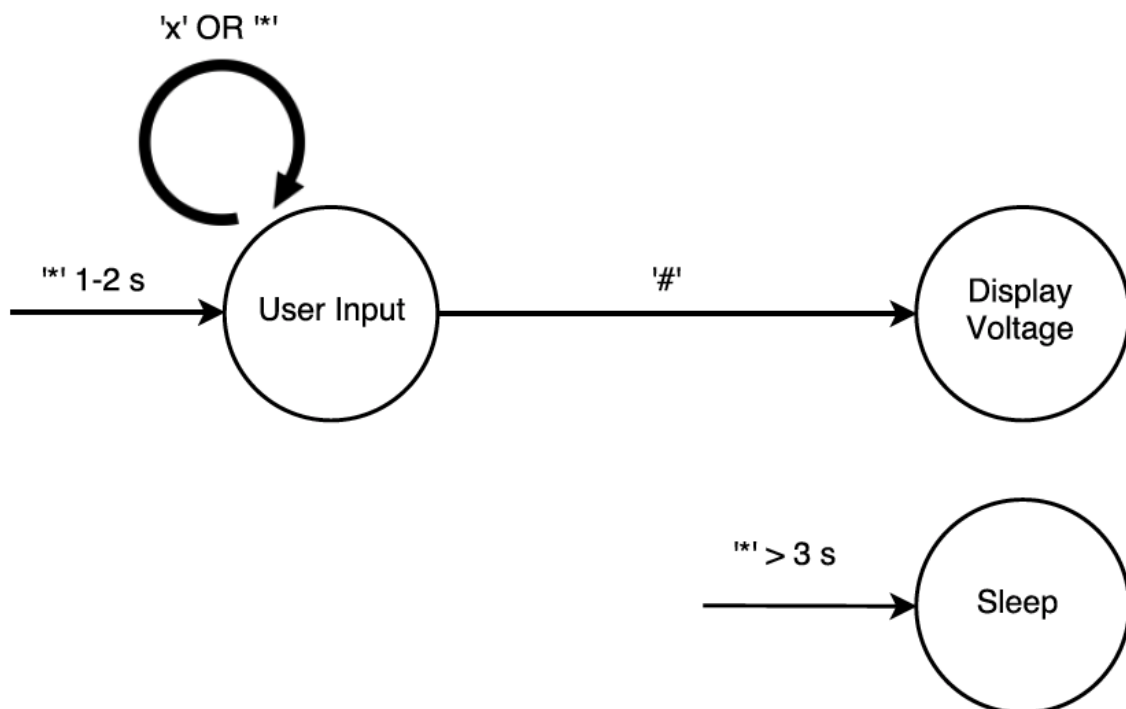 'x' OR '*'
'*' 1-2 s
User Input
'#'
Display
Voltage
'*' > 3 s
Sleep